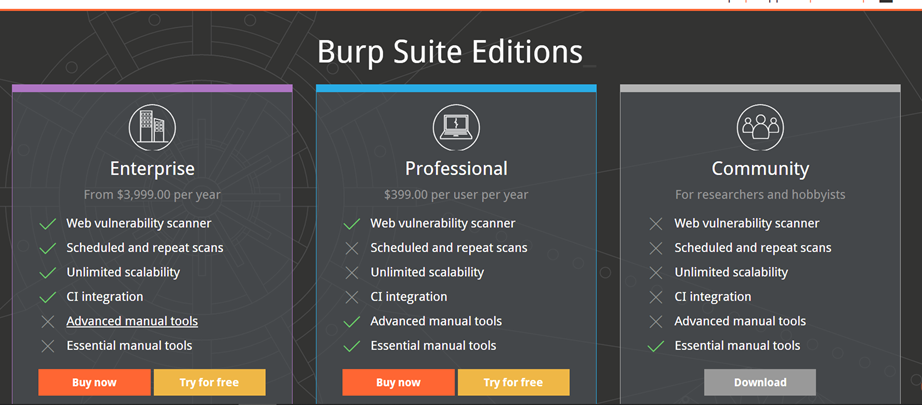 Burp Suite Editions
Enterprise
From $3,999.00 per year
Web vulnerability scanner
Scheduled and repeat scans
Unlimited scalability
CI integration
Advanced manual tools
Essential manual tools
Buy now
Try for free
Professional
$399.00 per user per year
Web vulnerability scanner
Scheduled and repeat scans
Unlimited scalability
CI integration
Advanced manual tools
Essential manual tools
Buy now
Try for free
Community
For researchers and hobbyists
Web vulnerability scanner
Scheduled and repeat scans
Unlimited scalability
CI integration
Advanced manual tools
Essential manual tools
Download